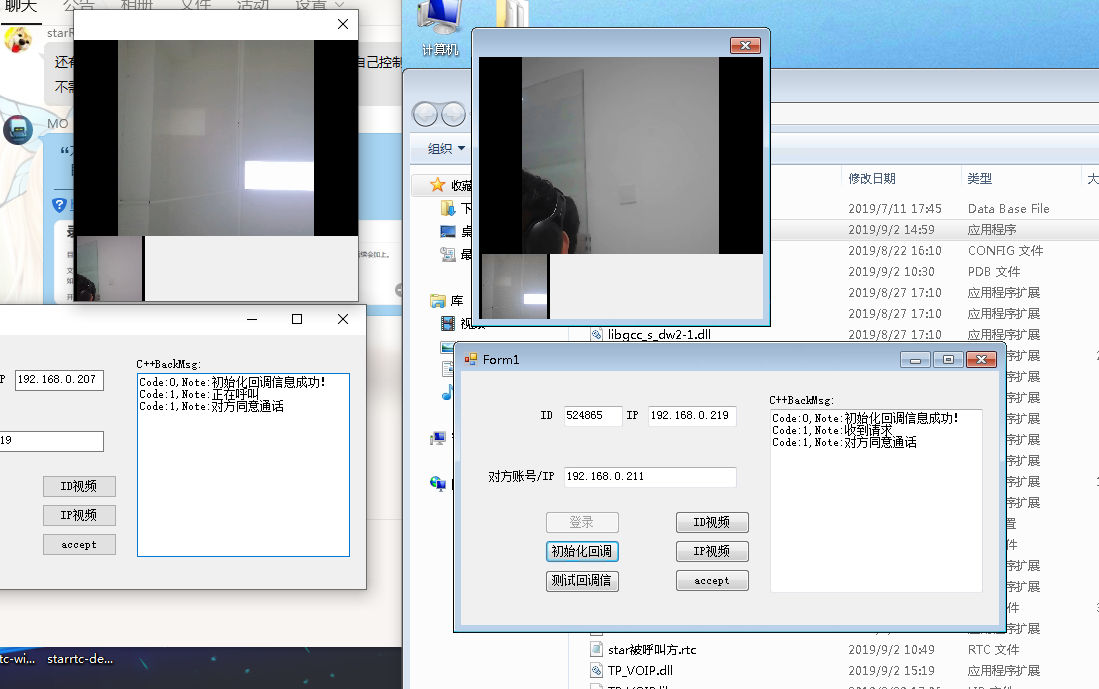 聊天 公告 相册 文件 活动 设置
计算机
starR
还有
自己控制
不需
MO
组织
收藏
修改日期 类型 大
2019/7/11 17:45 Data Base File
2019/9/2 14:59 应用程序
2019/8/22 16:10 CONFIG 文件
2019/9/2 10:30 PDB 文件
库
2019/8/27 17:10 应用程序扩展
2019/8/27 17:10 应用程序扩展
libgcc_s_dw2-1.dll 2019/8/27 17:10 应用程序扩展
C++BackMsg:
P 192.168.0.207
Code:0,Note:初始化回调信息成功!
Code:1,Note:正在呼叫
Code:1,Note:对方同意通话
19
ID视频
IP视频
accept
Form1
C++BackMsg:
ID 524865 IP 192.168.0.219
Code:0,Note:初始化回调信息成功!
Code:1,Note:收到请求
Code:1,Note:对方同意通话
对方账号/IP 192.168.0.211
登录 ID视频
初始化回调 IP视频
测试回调信 accept
star被呼叫方.rtc 2019/9/2 10:49 RTC 文件
TP_VOIP.dll 2019/9/2 15:19 应用程序扩展
tc-wi... starrtc-de...